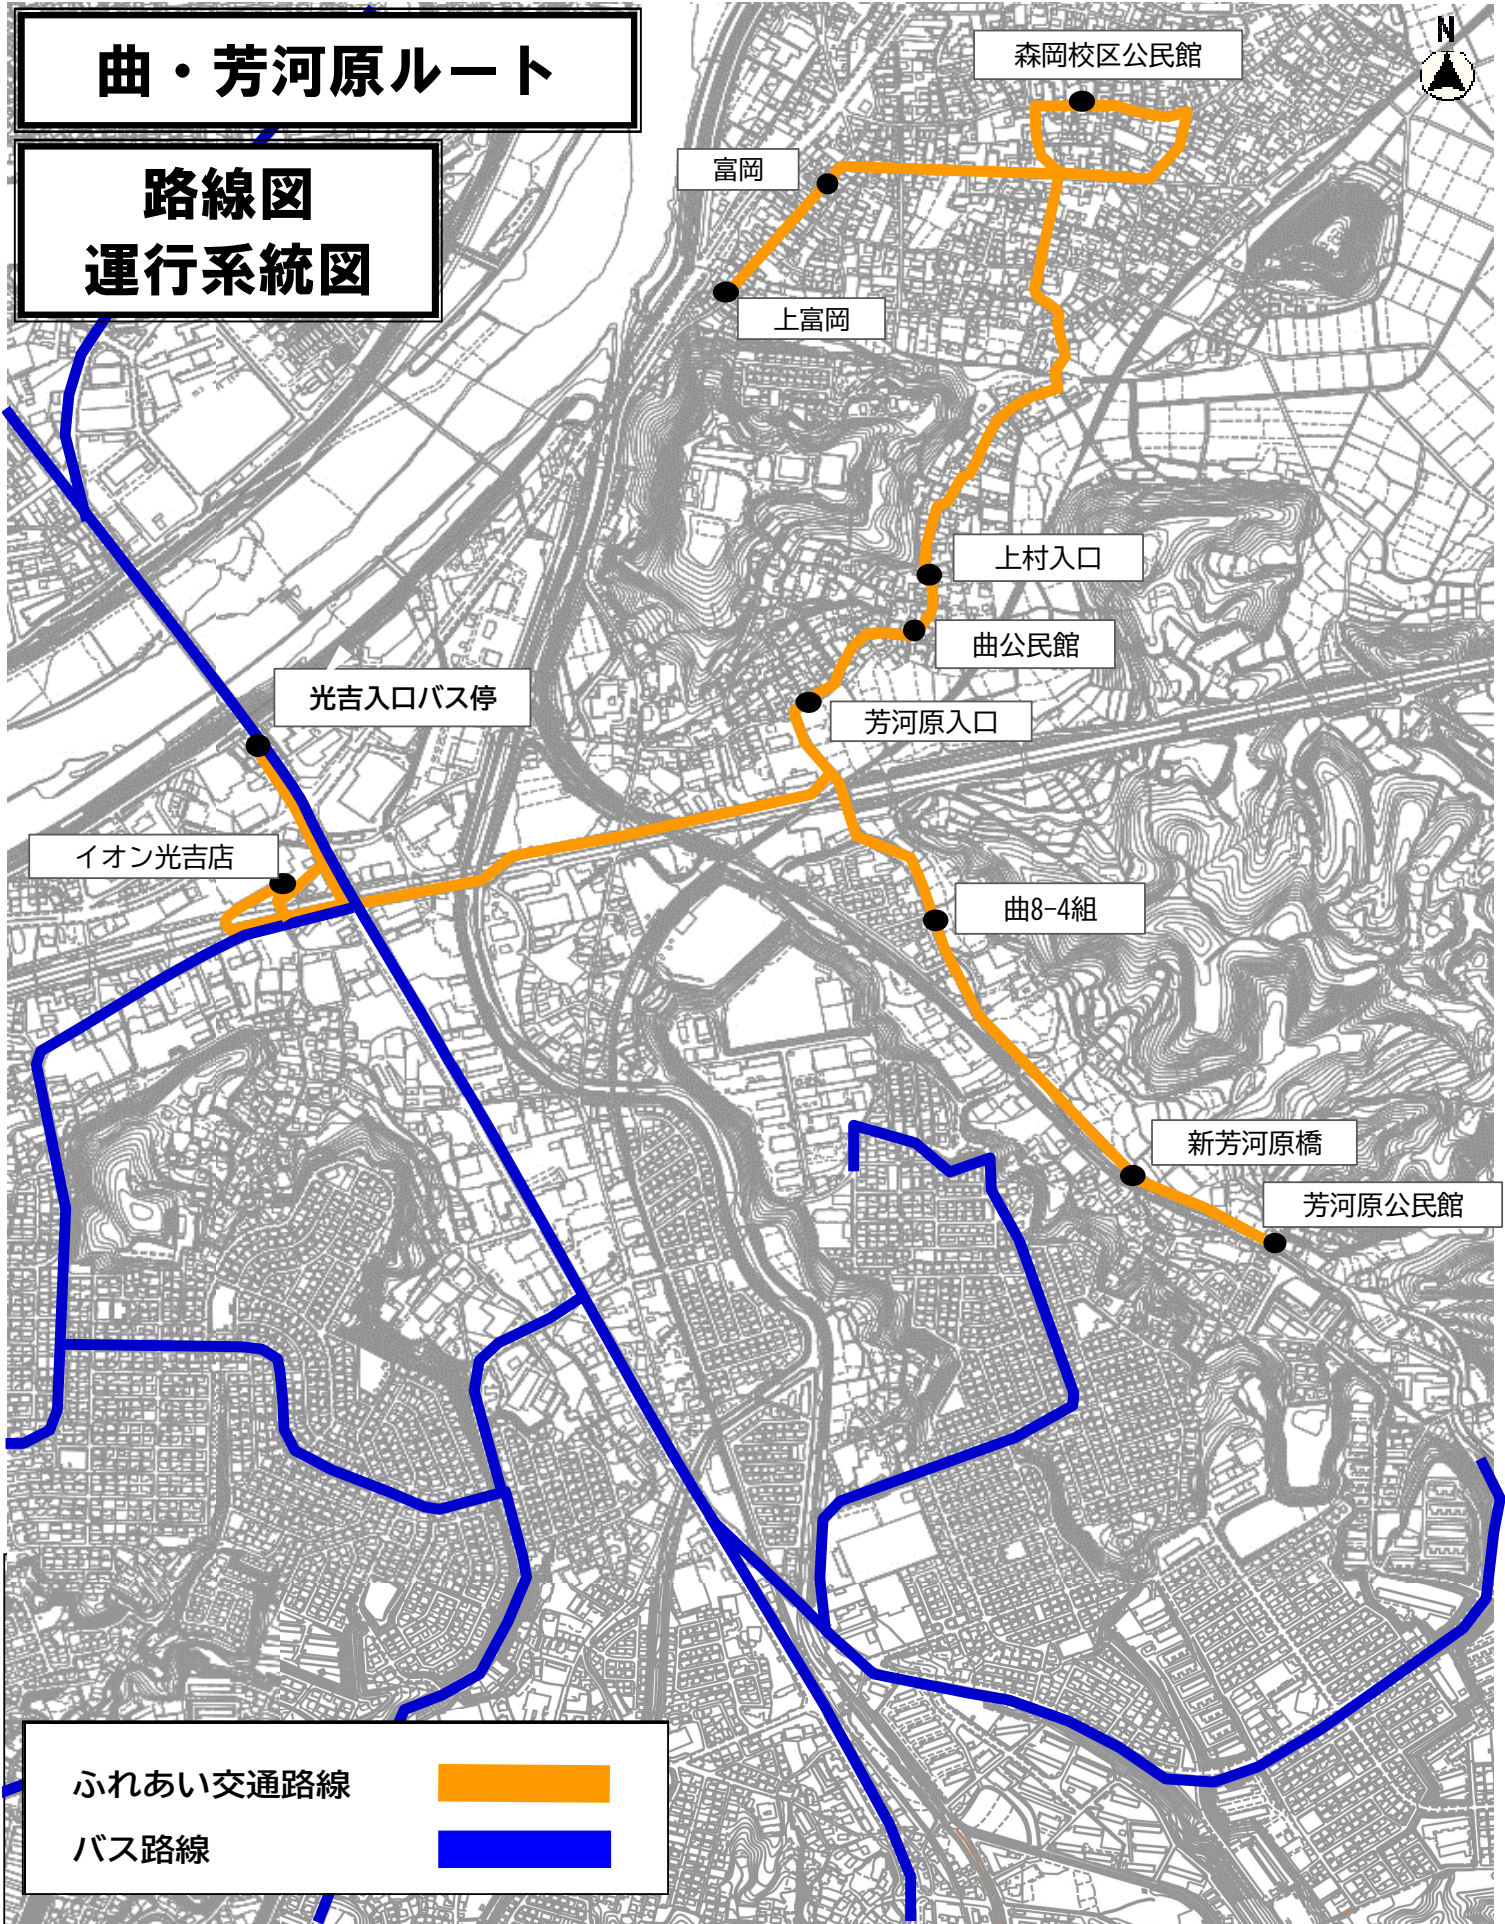 曲・芳河原ルート
路線図
運行系統図
N
森岡校区公民館
富岡
上富岡
上村入口
曲公民館
光吉入口バス停
芳河原入口
イオン光吉店
曲8-4組
新芳河原橋
芳河原公民館
ふれあい交通路線
バス路線